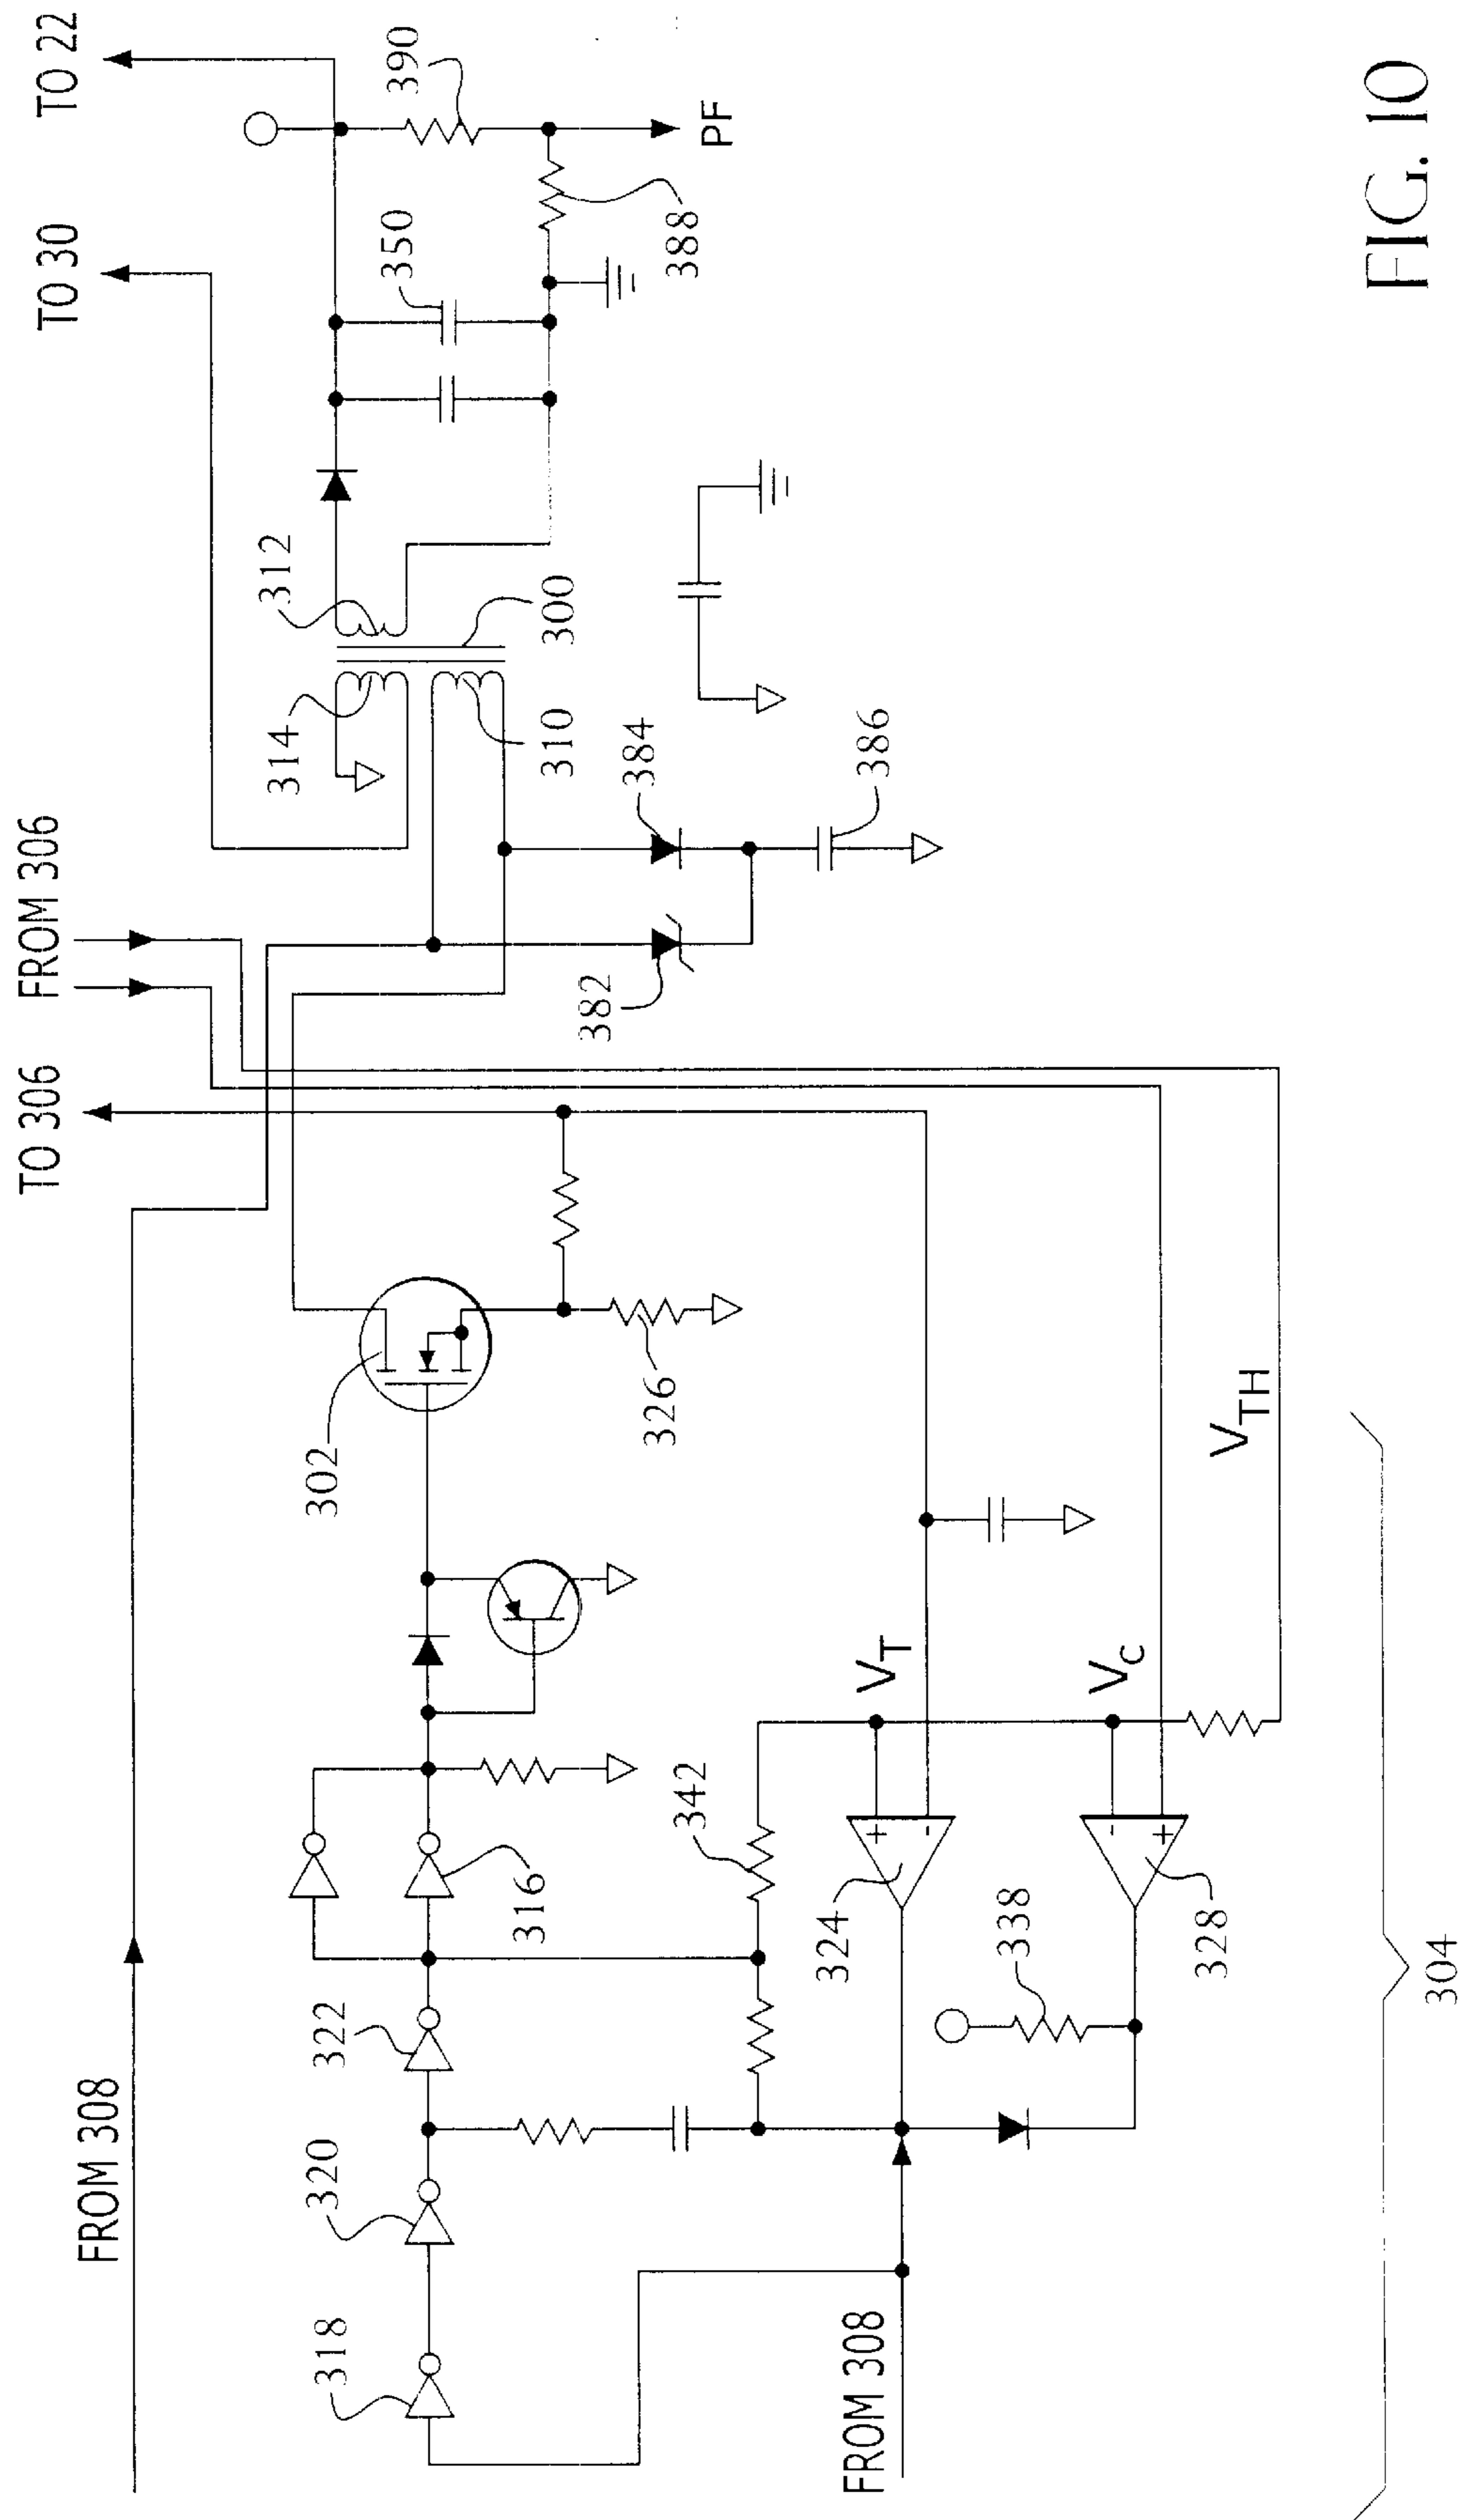 TO 306
FROM 306
TO 30
TO 22
FROM 308
314
312
350
390
318
320
322
316
302
326
382
310
300
384
386
388
PF
342
FROM 308
324
338
328
V_T
V_C
V_TH
304
FIG. 10
+
-
-
+